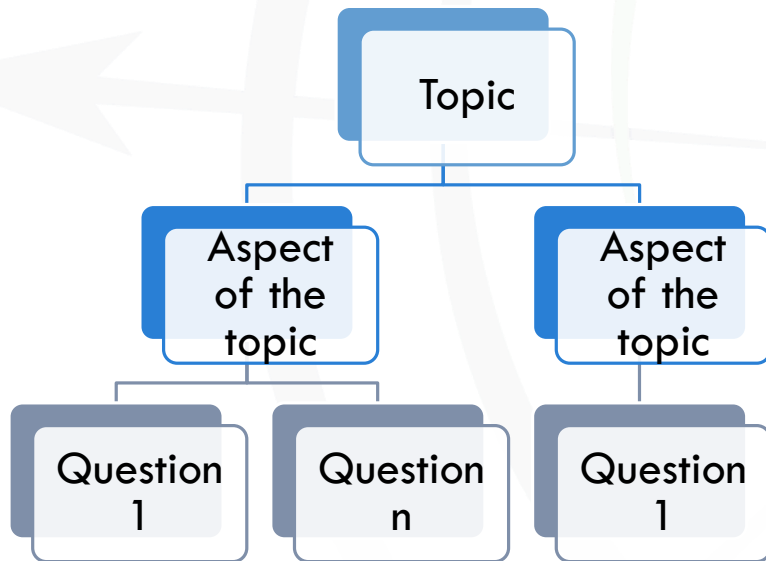 Topic
Aspect
of the
topic
Aspect
of the
topic
Question
1
Question
n
Question
1